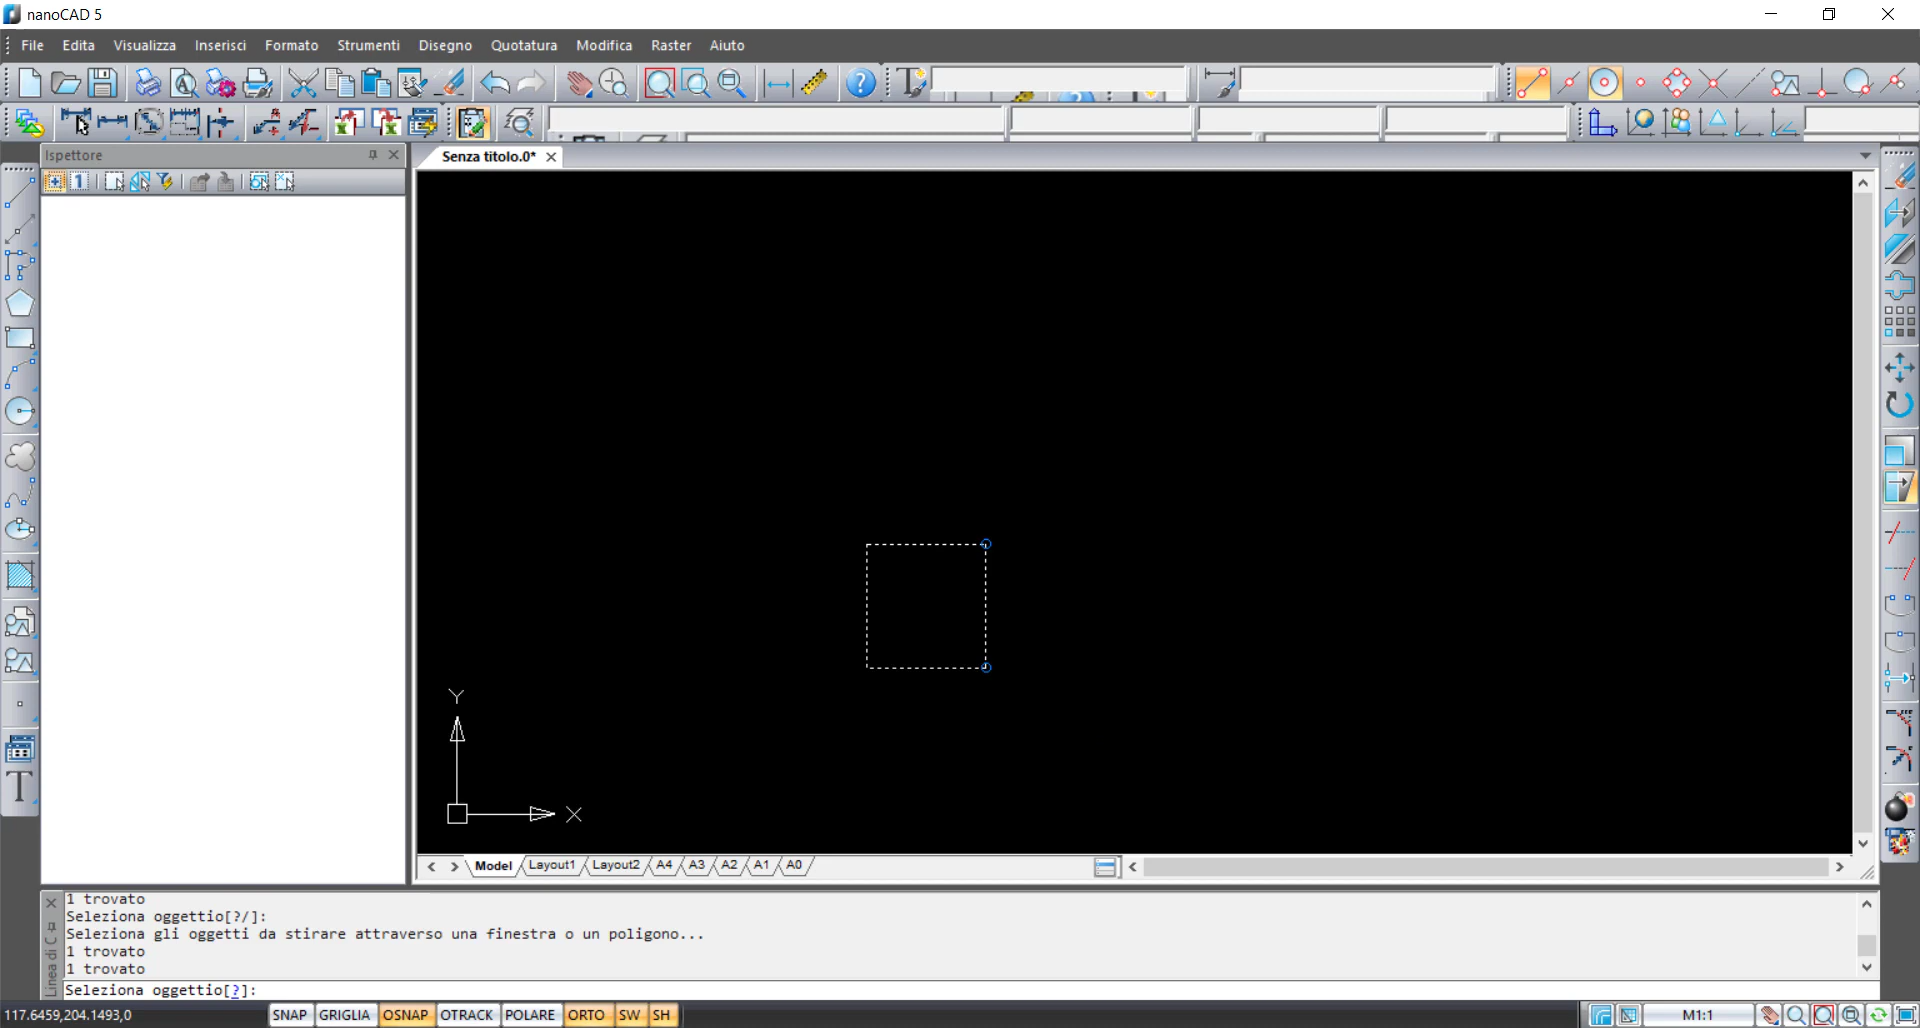 nanoCAD 5
File Edita Visualizza Inserisci Formato Strumenti Disegno Quotatura Modifica Raster Aiuto
Ispettore
Senza titolo.0*
1
Y
X
Model Layout1 Layout2 A4 A3 A2 A1 A0
Linea di C
1 trovato
Seleziona oggettio[?/]:
Seleziona gli oggetti da stirare attraverso una finestra o un poligono...
1 trovato
1 trovato
Seleziona oggettio[?]:
117.6459,204.1493,0 SNAP GRIGLIA OSNAP OTRACK POLARE ORTO SW SH M1:1